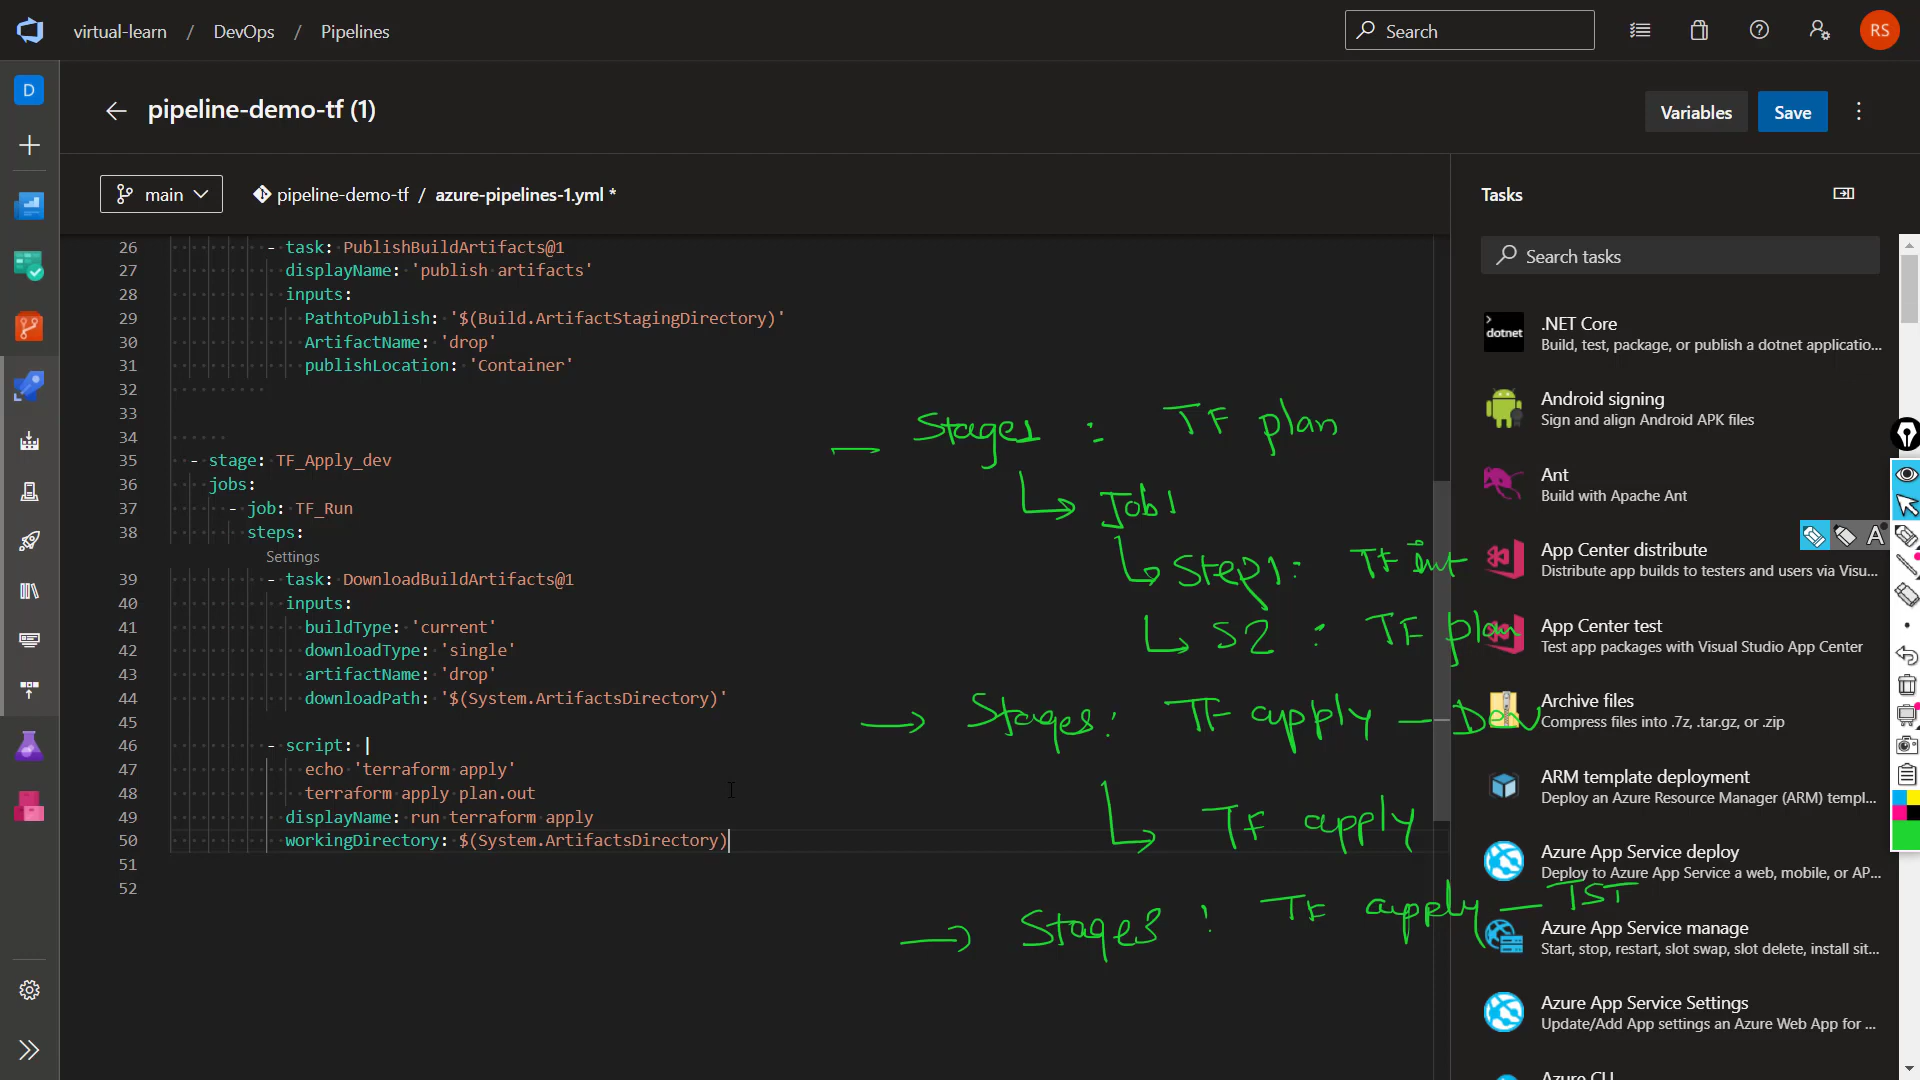 virtual-learn / DevOps / Pipelines
Search
RS
D
pipeline-demo-tf (1)
Variables
Save
main
pipeline-demo-tf / azure-pipelines-1.yml *
26 - task: PublishBuildArtifacts@1
27 displayName: 'publish artifacts'
28 inputs:
29 PathtoPublish: '$(Build.ArtifactStagingDirectory)'
30 ArtifactName: 'drop'
31 publishLocation: 'Container'
32
33
34
35 - stage: TF_Apply_dev
36 jobs:
37 - job: TF_Run
38 steps:
Settings
39 - task: DownloadBuildArtifacts@1
40 inputs:
41 buildType: 'current'
42 downloadType: 'single'
43 artifactName: 'drop'
44 downloadPath: '$(System.ArtifactsDirectory)'
45
46 - script: |
47 echo 'terraform apply'
48 terraform apply plan.out
49 displayName: run terraform apply
50 workingDirectory: $(System.ArtifactsDirectory)
51
52
Stage1 : TF plan
Job1
Step1: TF Init
S2 : TF plan
Stages: TF apply — Dev
TF apply
Stage3 : TF apply — TST
Tasks
Search tasks
dotnet
.NET Core
Build, test, package, or publish a dotnet applicatio...
Android signing
Sign and align Android APK files
Ant
Build with Apache Ant
App Center distribute
Distribute app builds to testers and users via Visu...
App Center test
Test app packages with Visual Studio App Center
Archive files
Compress files into .7z, .tar.gz, or .zip
ARM template deployment
Deploy an Azure Resource Manager (ARM) templ...
Azure App Service deploy
Deploy to Azure App Service a web, mobile, or AP...
Azure App Service manage
Start, stop, restart, slot swap, slot delete, install sit...
Azure App Service Settings
Update/Add App settings an Azure Web App for ...
Azure CLI
A